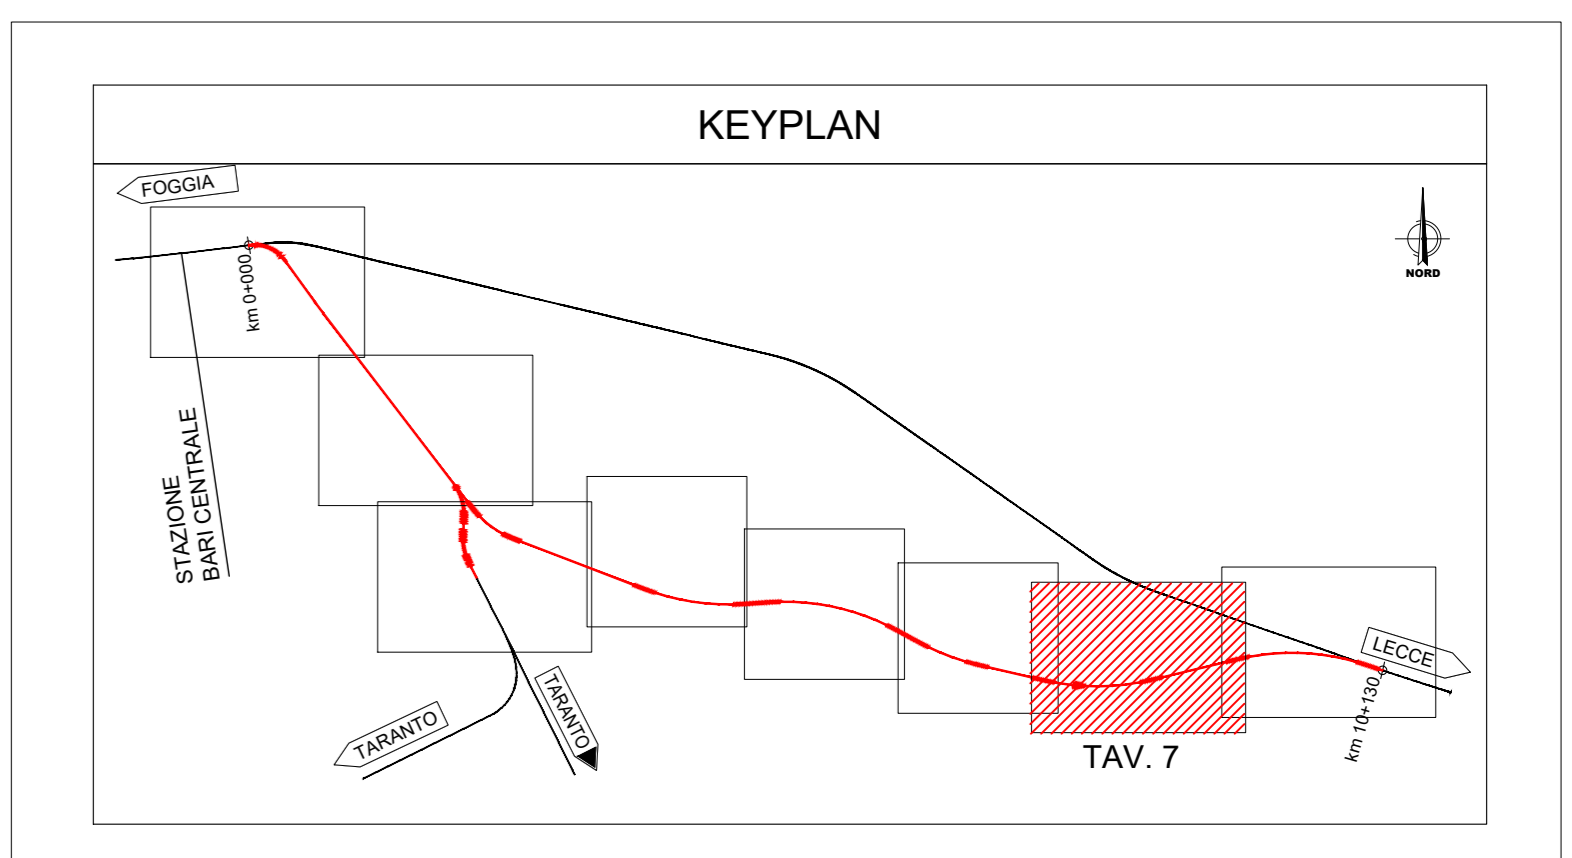 KEYPLAN
FOGGIA
NORD
km 0+000
STAZIONE
BARI CENTRALE
LECCE
km 10+130
TARANTO
TARANTO
TAV. 7